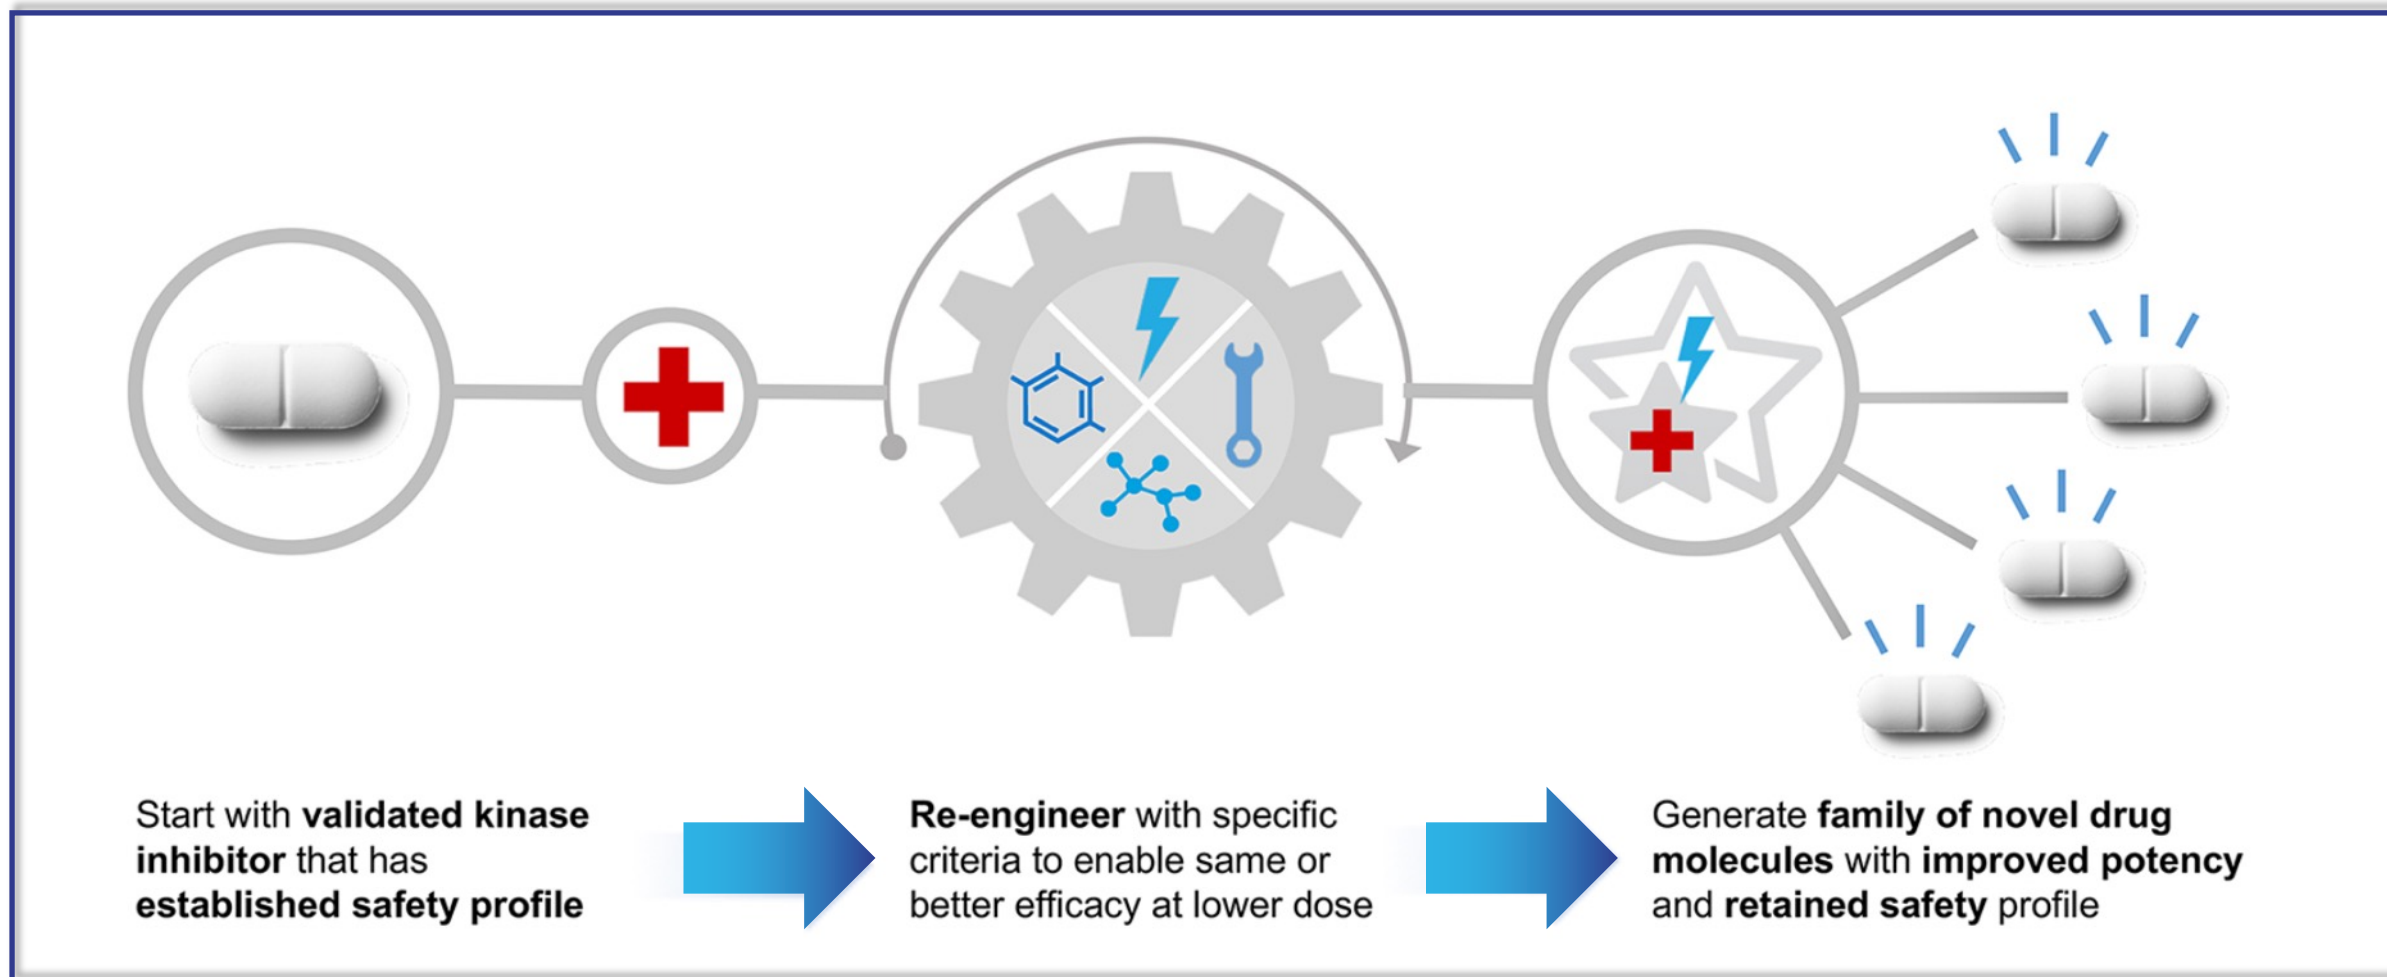 Start with validated kinase
inhibitor that has
established safety profile
Re-engineer with specific
criteria to enable same or
better efficacy at lower dose
Generate family of novel drug
molecules with improved potency
and retained safety profile